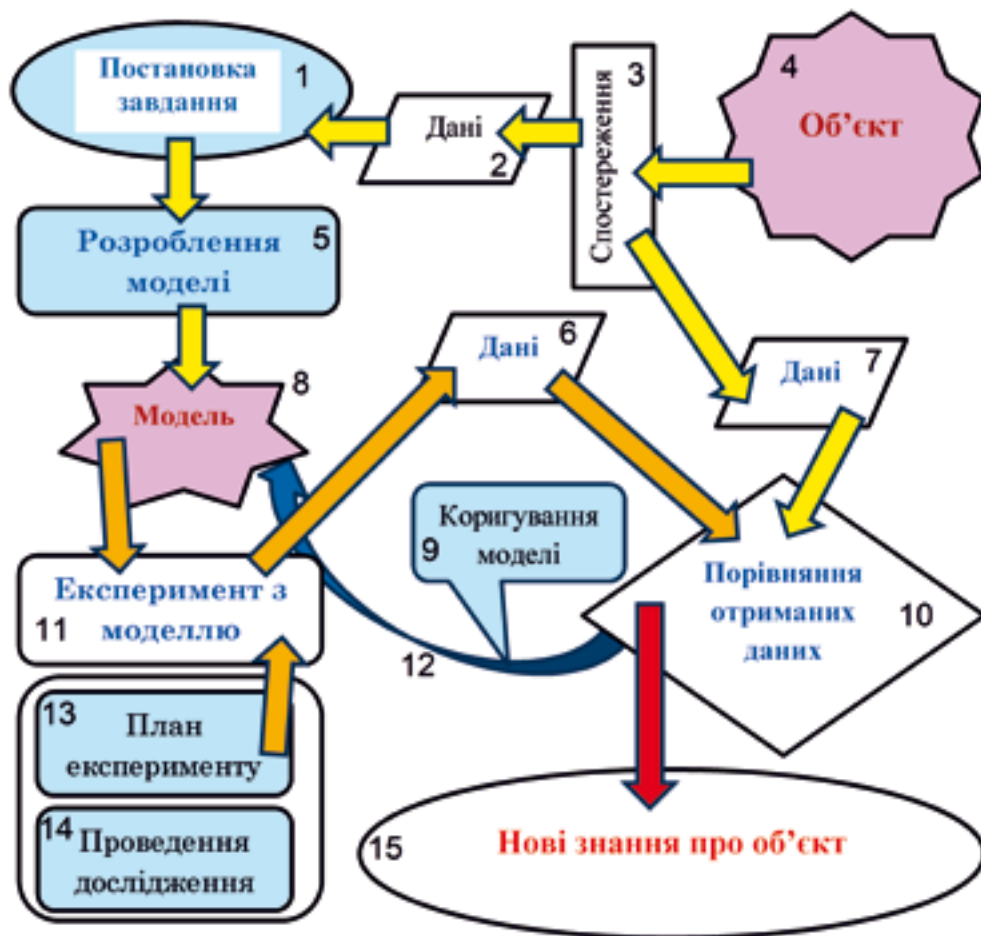 Постановка
завдання
1
Дані
2
Спостереження
3
4
Об’єкт
Розроблення
моделі
5
Дані
6
Дані
7
8
Модель
Коригування
моделі
9
Порівняння
отриманих
даних
10
Експеримент з
моделлю
11
12
13
План
експерименту
14
Проведення
дослідження
15
Нові знання про об’єкт